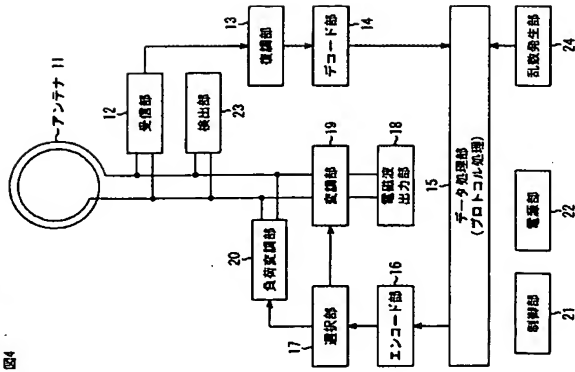 図4
アンテナ 11
12
受信部
13
復調部
検出部
23
14
デコード部
20
負荷変調部
19
変調部
18
電磁波
出力部
17
選択部
16
エンコード部
15
データ処理部
(プロトコル処理)
21
制御部
22
電源部
乱数発生部
24